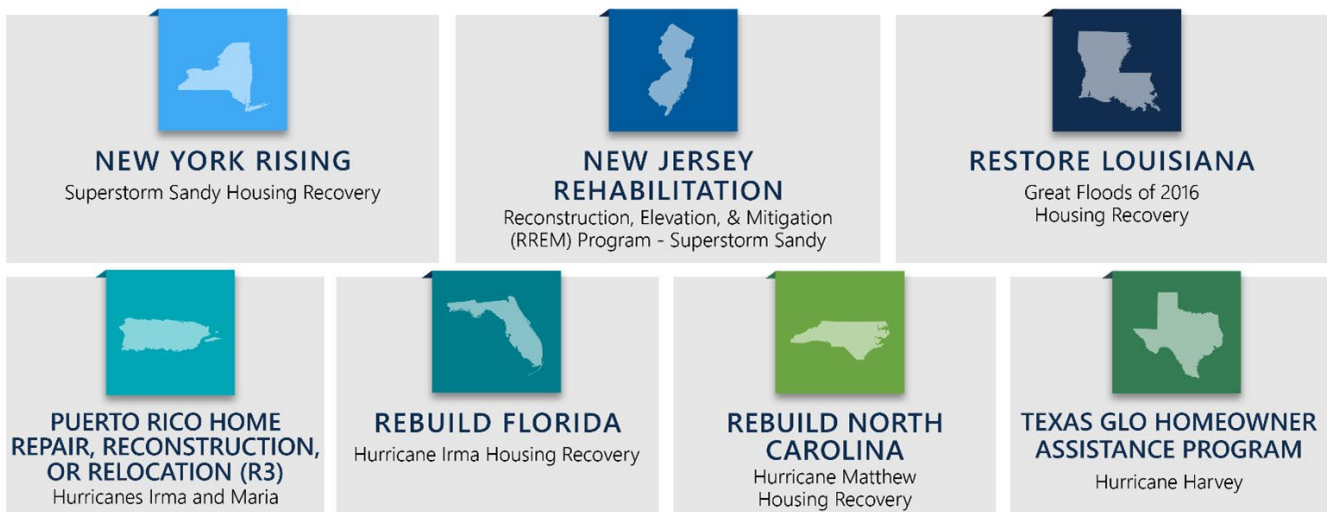 NEW YORK RISING
Superstorm Sandy Housing Recovery
NEW JERSEY
REHABILITATION
Reconstruction, Elevation, & Mitigation
(RREM) Program - Superstorm Sandy
RESTORE LOUISIANA
Great Floods of 2016
Housing Recovery
PUERTO RICO HOME
REPAIR, RECONSTRUCTION,
OR RELOCATION (R3)
Hurricanes Irma and Maria
REBUILD FLORIDA
Hurricane Irma Housing Recovery
REBUILD NORTH
CAROLINA
Hurricane Matthew
Housing Recovery
TEXAS GLO HOMEOWNER
ASSISTANCE PROGRAM
Hurricane Harvey